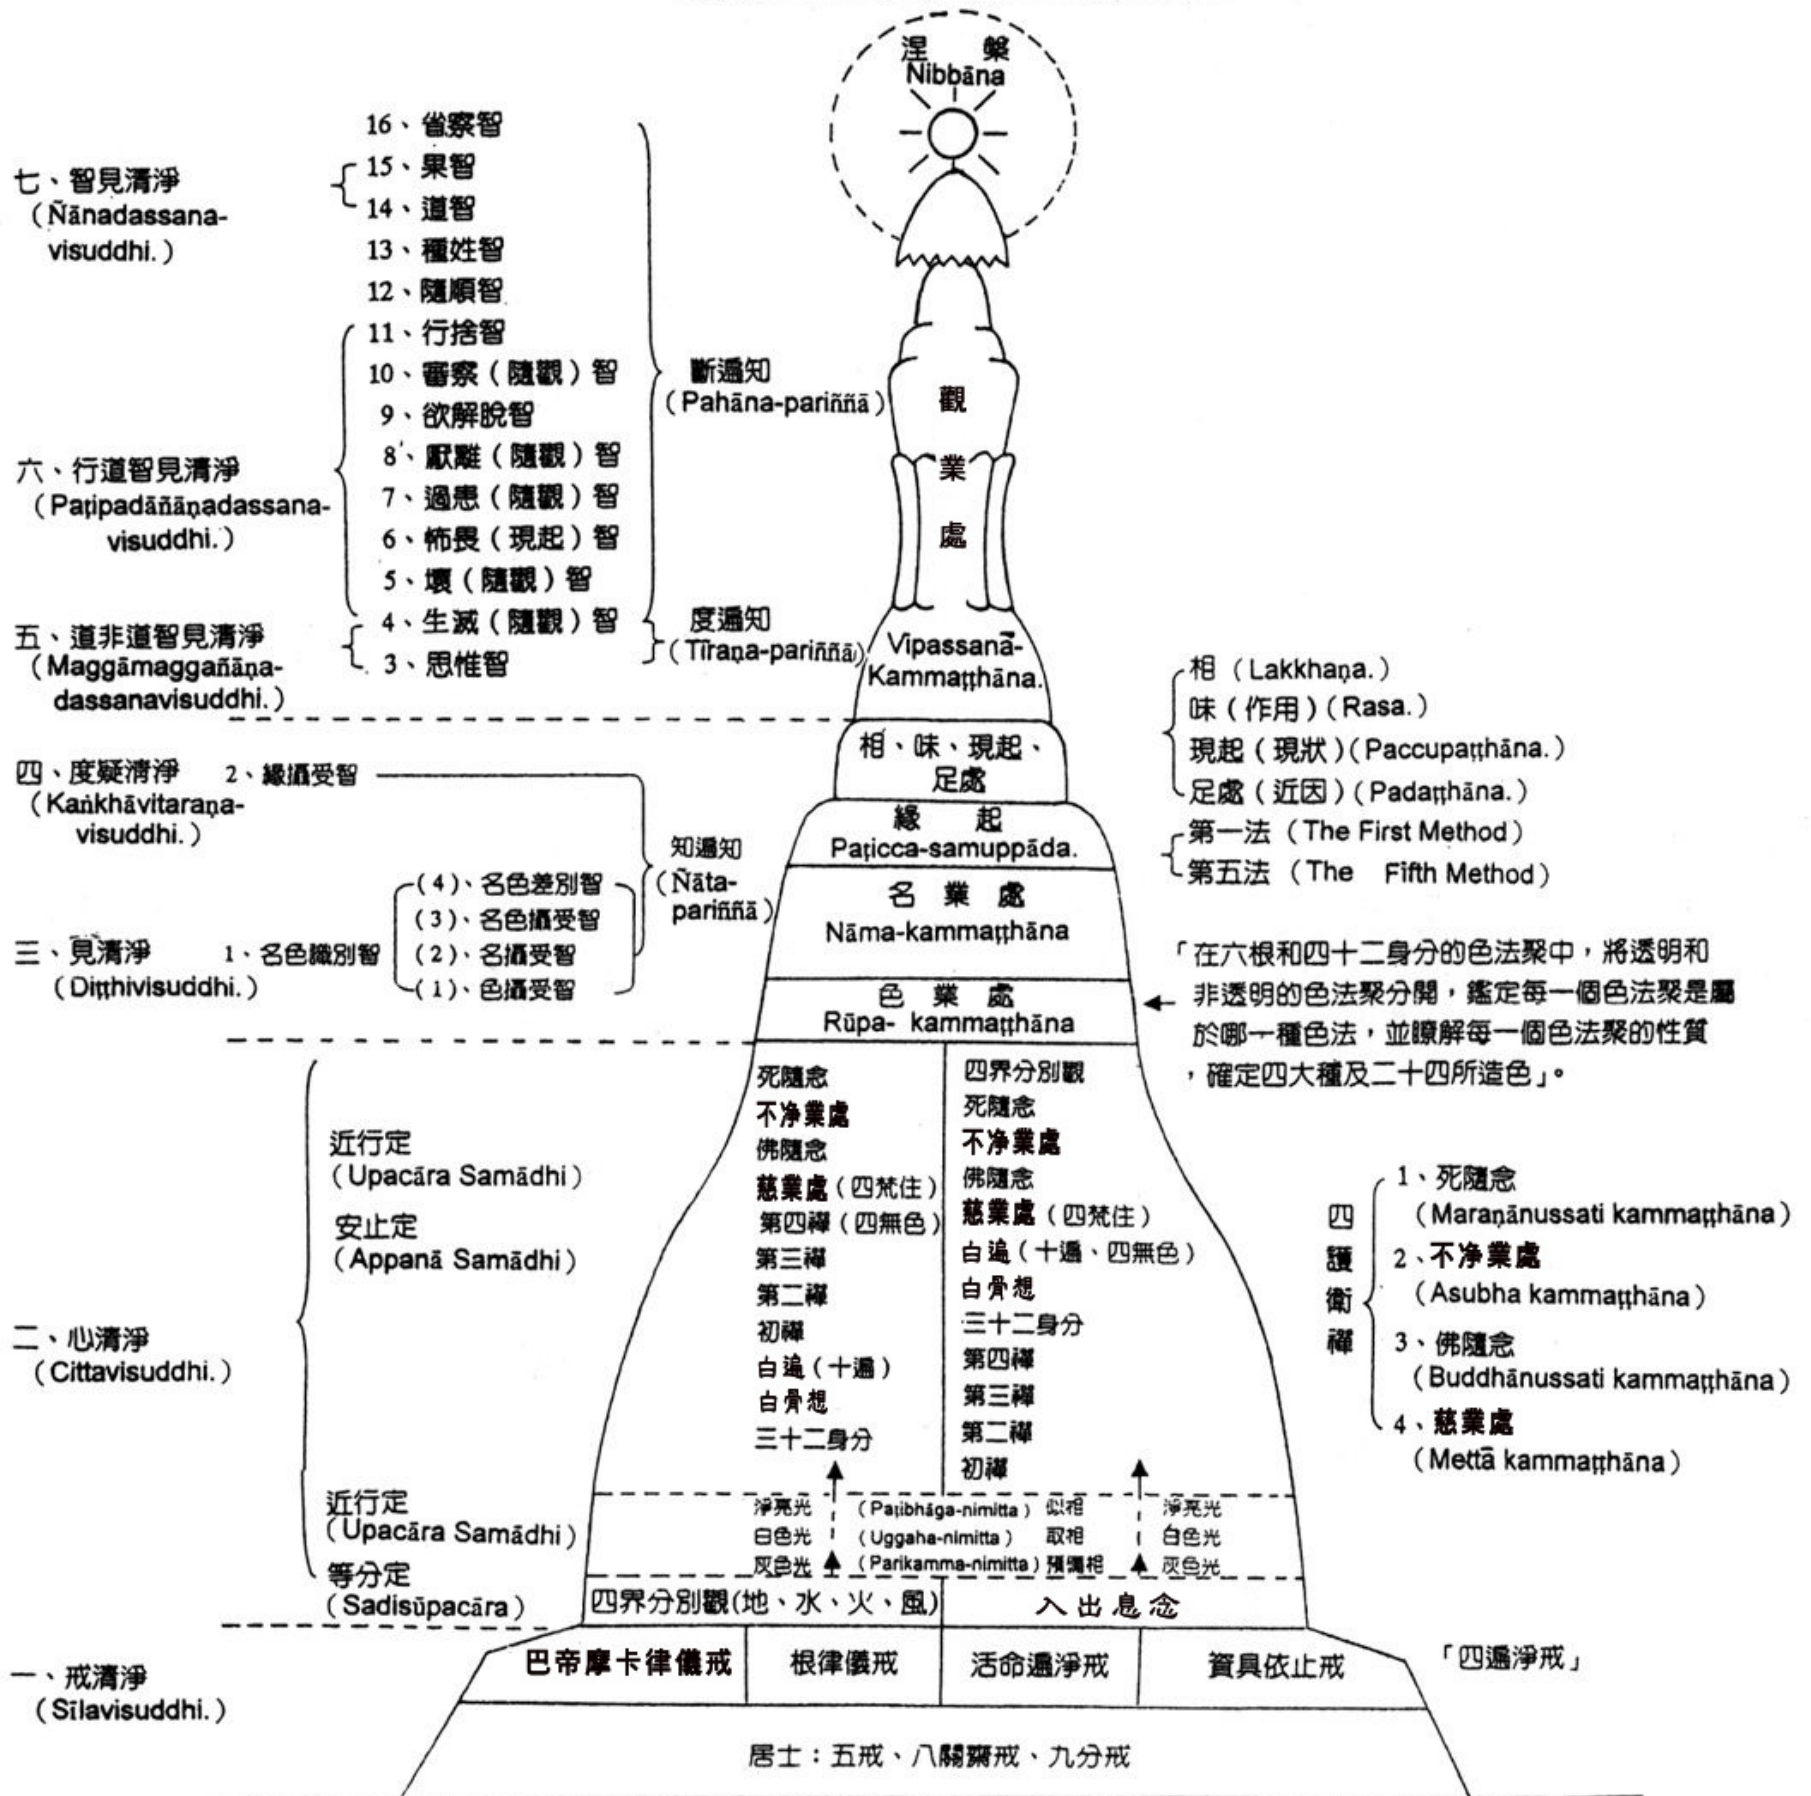 涅 槃
Nibbāna
16、省察智
15、果智
14、道智
13、種姓智
12、隨順智
11、行捨智
10、審察（隨觀）智
9、欲解脫智
8、厭離（隨觀）智
7、過患（隨觀）智
6、怖畏（現起）智
5、壞（隨觀）智
4、生滅（隨觀）智
3、思惟智
七、智見清淨
（Ñānadassana-
visuddhi.）
六、行道智見清淨
（Paṭipadāñāṇadassana-
visuddhi.）
五、道非道智見清淨
（Maggāmaggañāṇa-
dassanavisuddhi.）
斷遍知
（Pahāna-pariññā）
度遍知
（Tīraṇa-pariññā）
觀
業
處
Vipassanā-
Kammaṭṭhāna.
四、度疑清淨 2、緣攝受智
（Kaṅkhāvitaraṇa-
visuddhi.）
知遍知
（Ñāta-
pariññā）
（4）、名色差別智
（3）、名色攝受智
三、見清淨 1、名色識別智
（Diṭṭhivisuddhi.）
（2）、名攝受智
（1）、色攝受智
相、味、現起、
足處
緣 起
Paṭicca-samuppāda.
名 業 處
Nāma-kammaṭṭhāna
色 業 處
Rūpa- kammaṭṭhāna
相（Lakkhaṇa.）
味（作用）（Rasa.）
現起（現狀）（Paccupaṭṭhāna.）
足處（近因）（Padaṭṭhāna.）
第一法（The First Method）
第五法（The Fifth Method）
「在六根和四十二身分的色法聚中，將透明和
非透明的色法聚分開，鑑定每一個色法聚是屬
於哪一種色法，並瞭解每一個色法聚的性質
，確定四大種及二十四所造色」。
二、心清淨
（Cittavisuddhi.）
近行定
（Upacāra Samādhi）
安止定
（Appanā Samādhi）
近行定
（Upacāra Samādhi）
等分定
（Sadisūpacāra）
死隨念
不净業處
佛隨念
慈業處（四梵住）
第四禪（四無色）
第三禪
第二禪
初禪
白遍（十遍）
白骨想
三十二身分
四界分別觀
死隨念
不净業處
佛隨念
慈業處（四梵住）
白遍（十遍、四無色）
白骨想
三十二身分
第四禪
第三禪
第二禪
初禪
淨亮光 （Paṭibhāga-nimitta）似相 淨亮光
白色光 （Uggaha-nimitta） 取相 白色光
灰色光 （Parikamma-nimitta）預備相 灰色光
四界分別觀(地、水、火、風) 入出息念
四
護
衛
禪
1、死隨念
（Maraṇānussati kammaṭṭhāna）
2、不净業處
（Asubha kammaṭṭhāna）
3、佛隨念
（Buddhānussati kammaṭṭhāna）
4、慈業處
（Mettā kammaṭṭhāna）
一、戒清淨
（Sīlavisuddhi.）
巴帝摩卡律儀戒 根律儀戒 活命遍淨戒 資具依止戒 「四遍淨戒」
居士：五戒、八關齋戒、九分戒